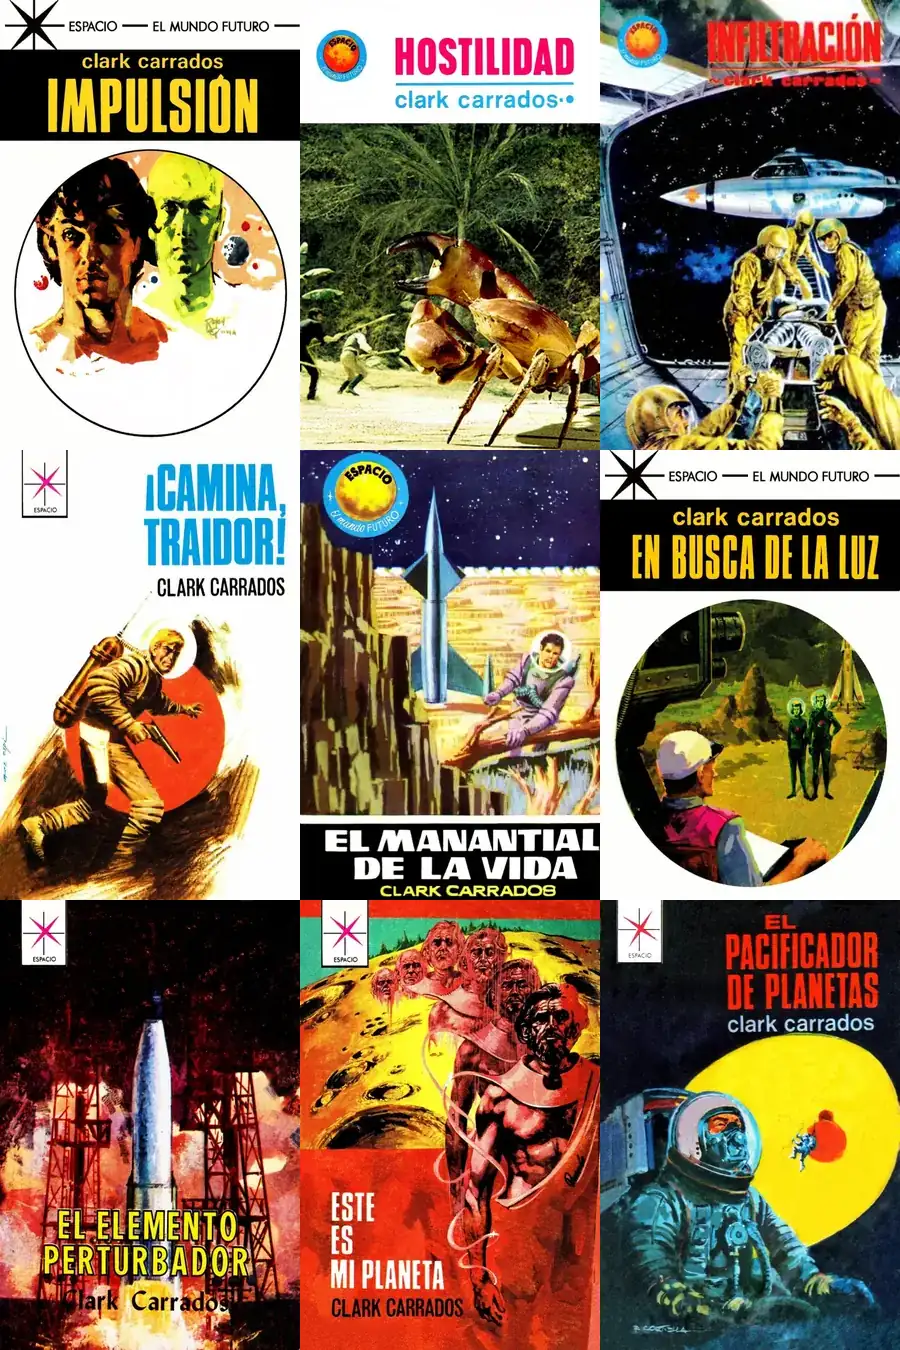 ESPACIO — EL MUNDO FUTURO
clark carrados
IMPULSIÓN
ESPACIO
HOSTILIDAD
clark carrados
ESPACIO
INFILTRACIÓN
clark carrados
ESPACIO
¡CAMINA,
TRAIDOR!
CLARK CARRADOS
ESPACIO
El mundo FUTURO
EL MANANTIAL
DE LA VIDA
CLARK CARRADOS
ESPACIO — EL MUNDO FUTURO
clark carrados
EN BUSCA DE LA LUZ
ESPACIO
EL ELEMENTO
PERTURBADOR
Clark Carrados
ESPACIO
ESTE
ES
MI PLANETA
CLARK CARRADOS
ESPACIO
EL
PACIFICADOR
DE PLANETAS
clark carrados